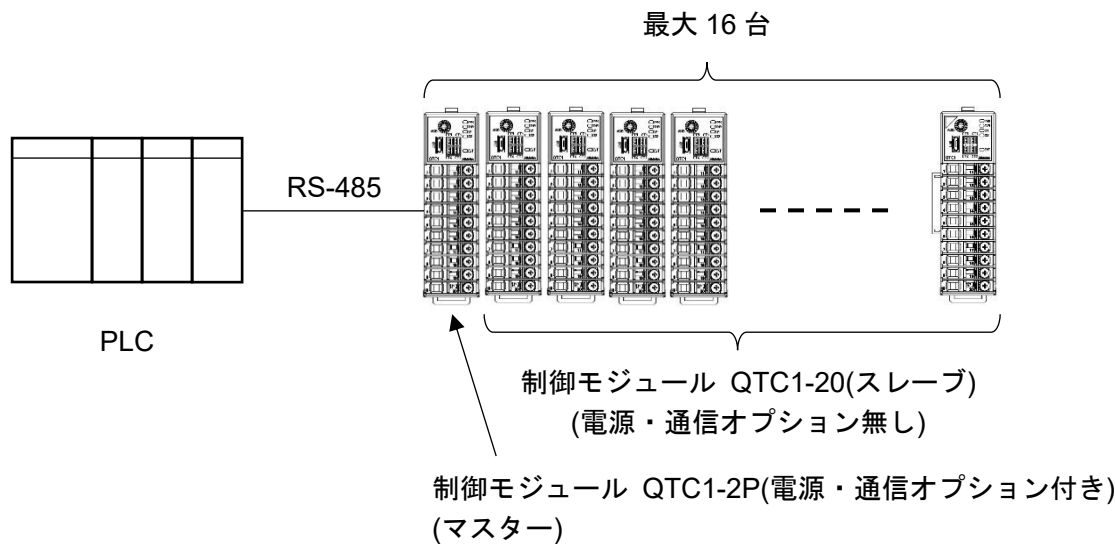 最大 16 台
RS-485
PLC
制御モジュール QTC1-20(スレーブ)
(電源・通信オプション無し)
制御モジュール QTC1-2P(電源・通信オプション付き)
(マスター)